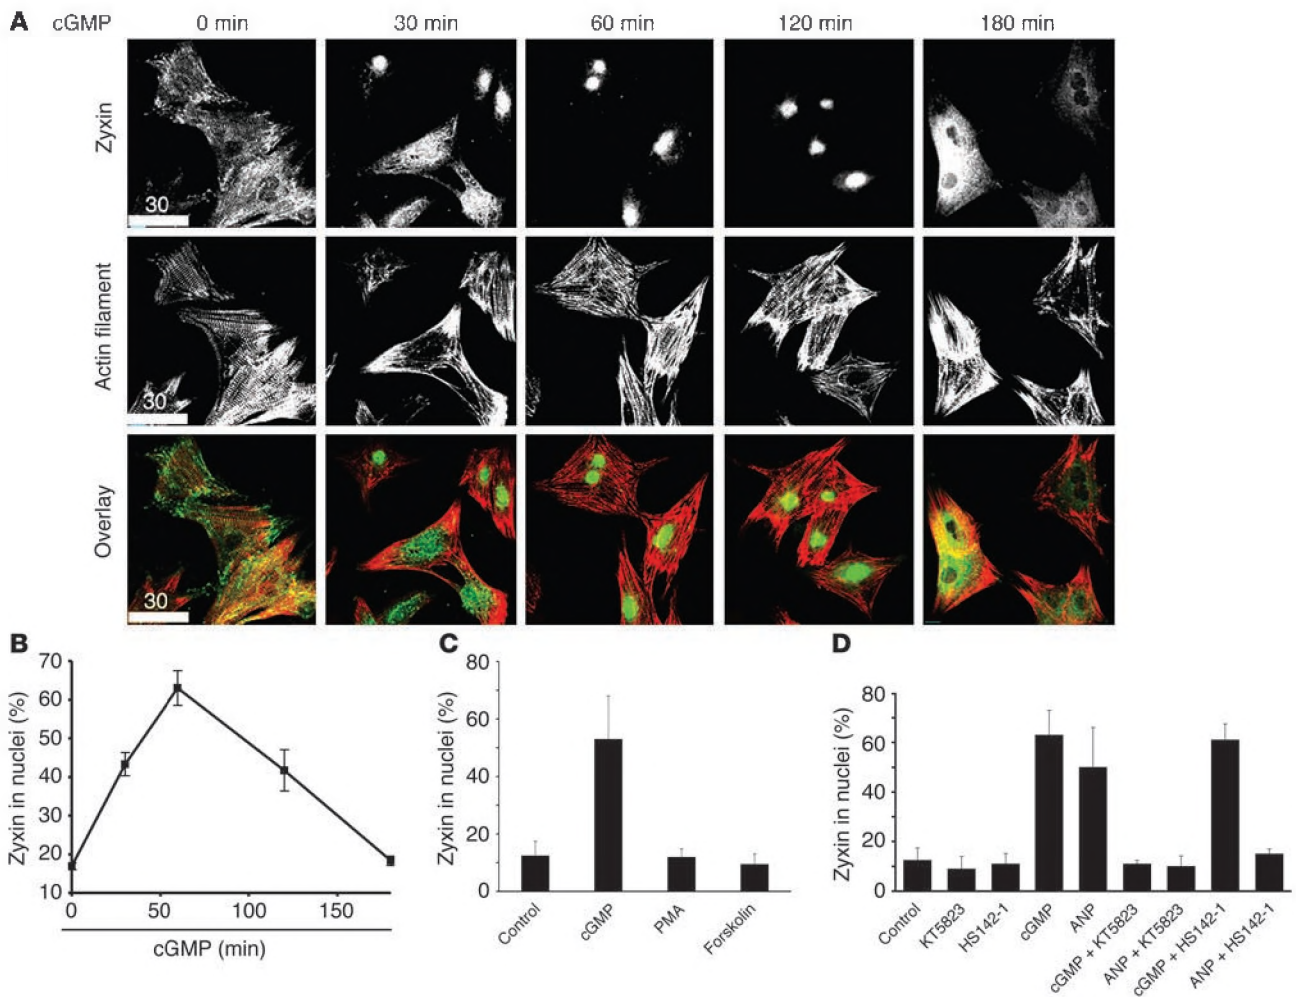 A cGMP 0 min 30 min 60 min 120 min 180 min
Zyxin
30
Actin filament
30
Overlay
30
B
Zyxin in nuclei (%)
70
60
50
40
30
20
10
0 50 100 150
cGMP (min)
C
Zyxin in nuclei (%)
80
60
40
20
0
Control
cGMP
PMA
Forskolin
D
Zyxin in nuclei (%)
80
60
40
20
0
Control
KT5823
HS142-1
cGMP
ANP
cGMP + KT5823
ANP + KT5823
cGMP + HS142-1
ANP + HS142-1